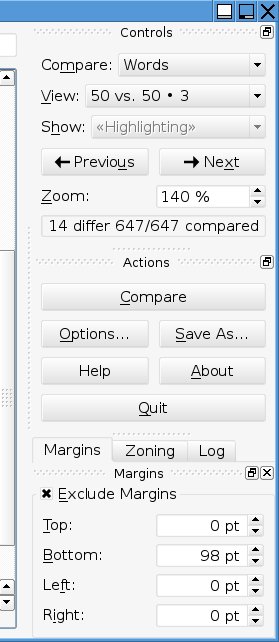 Controls
Compare: Words
View: 50 vs. 50 • 3
Show: «Highlighting»
Previous Next
Zoom: 140 %
14 differ 647/647 compared
Actions
Compare
Options... Save As...
Help About
Quit
Margins Zoning Log
Margins
Exclude Margins
Top: 0 pt
Bottom: 98 pt
Left: 0 pt
Right: 0 pt